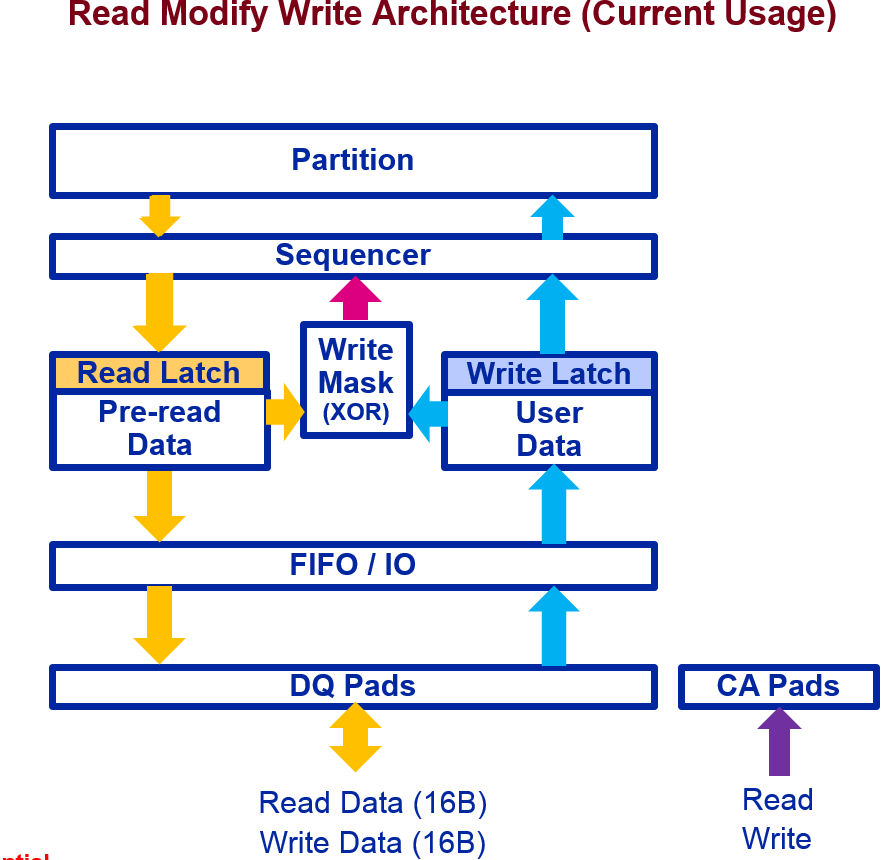 Read Modify Write Architecture (Current Usage)
Partition
Sequencer
Read Latch
Pre-read
Data
Write
Mask
(XOR)
Write Latch
User
Data
FIFO / IO
DQ Pads
CA Pads
Read Data (16B)
Write Data (16B)
Read
Write